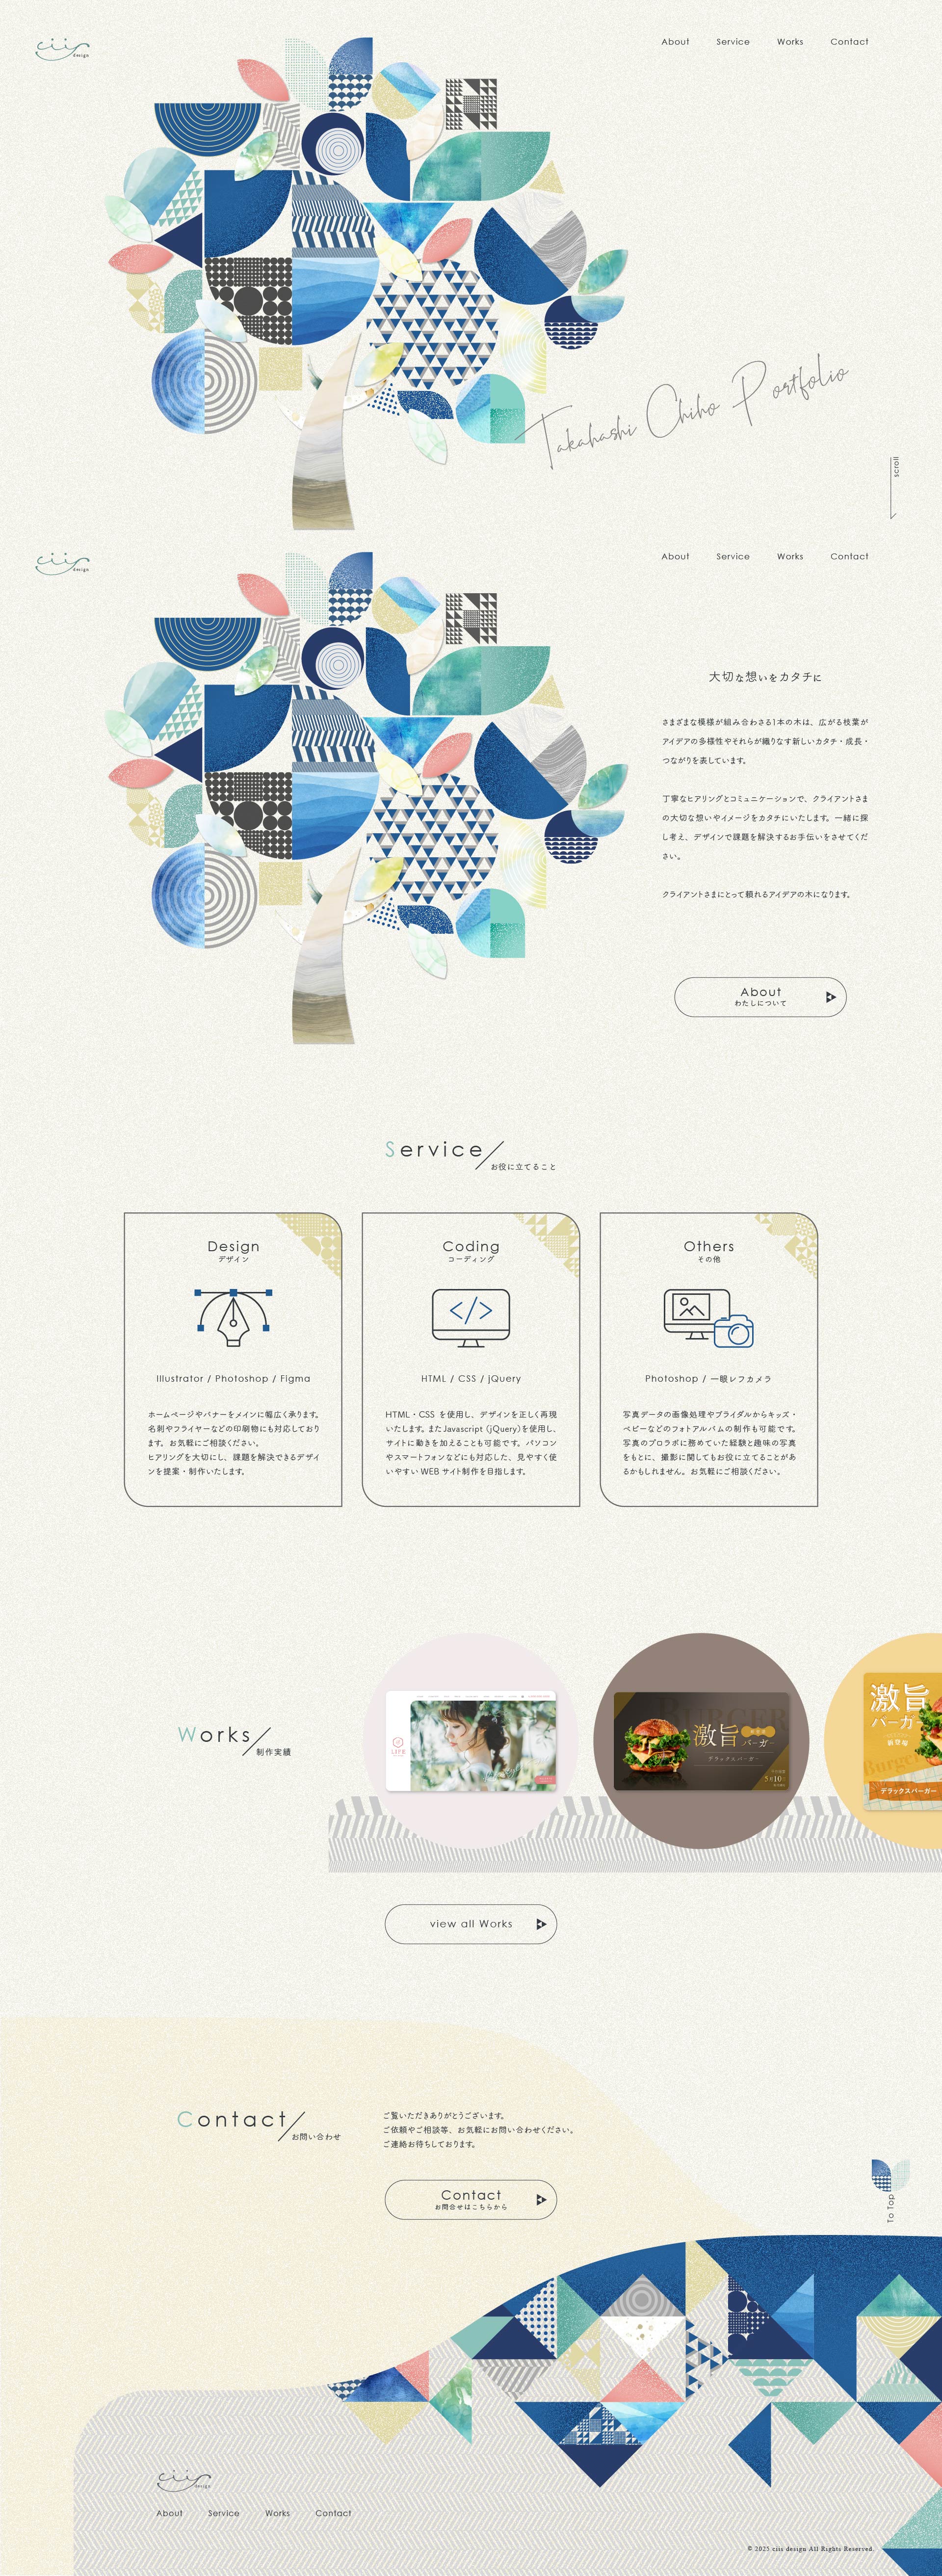 ciis design
About Service Works Contact
Takahashi Chiho Portfolio
scroll
ciis design
About Service Works Contact
大切な想いをカタチに
さまざまな模様が組み合わさる1本の木は、広がる枝葉が
アイデアの多様性やそれらが織りなす新しいカタチ・成長・
つながりを表しています。
丁寧なヒアリングとコミュニケーションで、クライアントさま
の大切な想いやイメージをカタチにいたします。一緒に探
し考え、デザインで課題を解決するお手伝いをさせてくだ
さい。
クライアントさまにとって頼れるアイデアの木になります。
About
わたしについて
Service
お役に立てること
Design
デザイン
Illustrator / Photoshop / Figma
ホームページやバナーをメインに幅広く承ります。
名刺やフライヤーなどの印刷物にも対応しており
ます。お気軽にご相談ください。
ヒアリングを大切にし、課題を解決できるデザイ
ンを提案・制作いたします。
Coding
コーディング
</>
HTML / CSS / jQuery
HTML・CSS を使用し、デザインを正しく再現
いたします。またJavascript (jQuery)を使用し、
サイトに動きを加えることも可能です。パソコン
やスマートフォンなどにも対応した、見やすく使
いやすい WEB サイト制作を目指します。
Others
その他
Photoshop / 一眼レフカメラ
写真データの画像処理やブライダルからキッズ・
ベビーなどのフォトアルバムの制作も可能です。
写真のプロラボに務めていた経験と趣味の写真
をもとに、撮影に関してもお役に立てることがあ
るかもしれません。お気軽にご相談ください。
Works
制作実績
LIFE
BURGER
激旨
バーガー
デラックスバーガー
5月10
激旨
バーガ
新登場
Burger
デラックスバーガー
view all Works
Contact
お問い合わせ
ご覧いただきありがとうございます。
ご依頼やご相談等、お気軽にお問い合わせください。
ご連絡お待ちしております。
Contact
お問合せはこちらから
To Top
ciis design
About Service Works Contact
© 2025 ciis design All Rights Reserved.